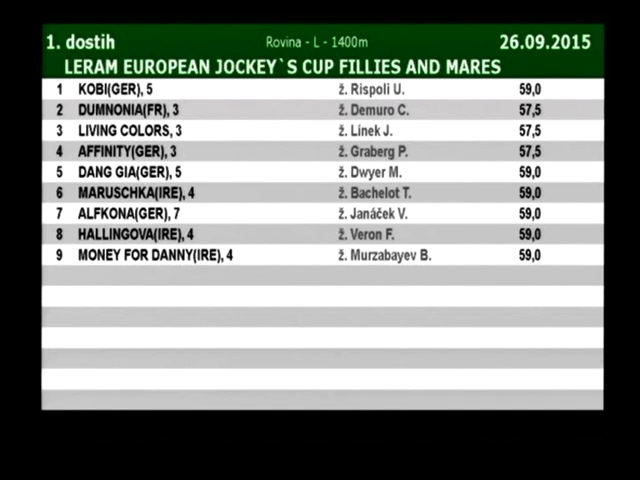 1. dostih Rovina - L - 1400m 26.09.2015
LERAM EUROPEAN JOCKEY`S CUP FILLIES AND MARES
1 KOBI(GER), 5 ž. Rispoli U. 59,0
2 DUMNONIA(FR), 3 ž. Demuro C. 57,5
3 LIVING COLORS, 3 ž. Línek J. 57,5
4 AFFINITY(GER), 3 ž. Graberg P. 57,5
5 DANG GIA(GER), 5 ž. Dwyer M. 59,0
6 MARUSCHKA(IRE), 4 ž. Bachelot T. 59,0
7 ALFKONA(GER), 7 ž. Janáček V. 59,0
8 HALLINGOVA(IRE), 4 ž. Veron F. 59,0
9 MONEY FOR DANNY(IRE), 4 ž. Murzabayev B. 59,0